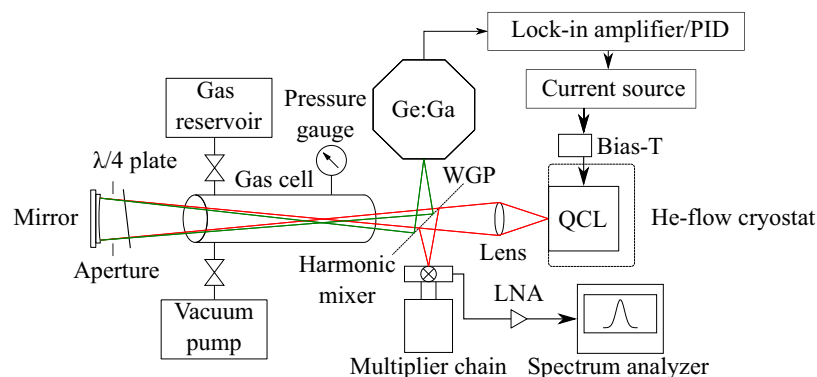 Lock-in amplifier/PID
Gas
reservoir
Pressure
gauge
Ge:Ga
Current source
Bias-T
λ/4 plate
Gas cell
WGP
Mirror
QCL
He-flow cryostat
Aperture
Lens
Harmonic
mixer
LNA
Vacuum
pump
Multiplier chain
Spectrum analyzer